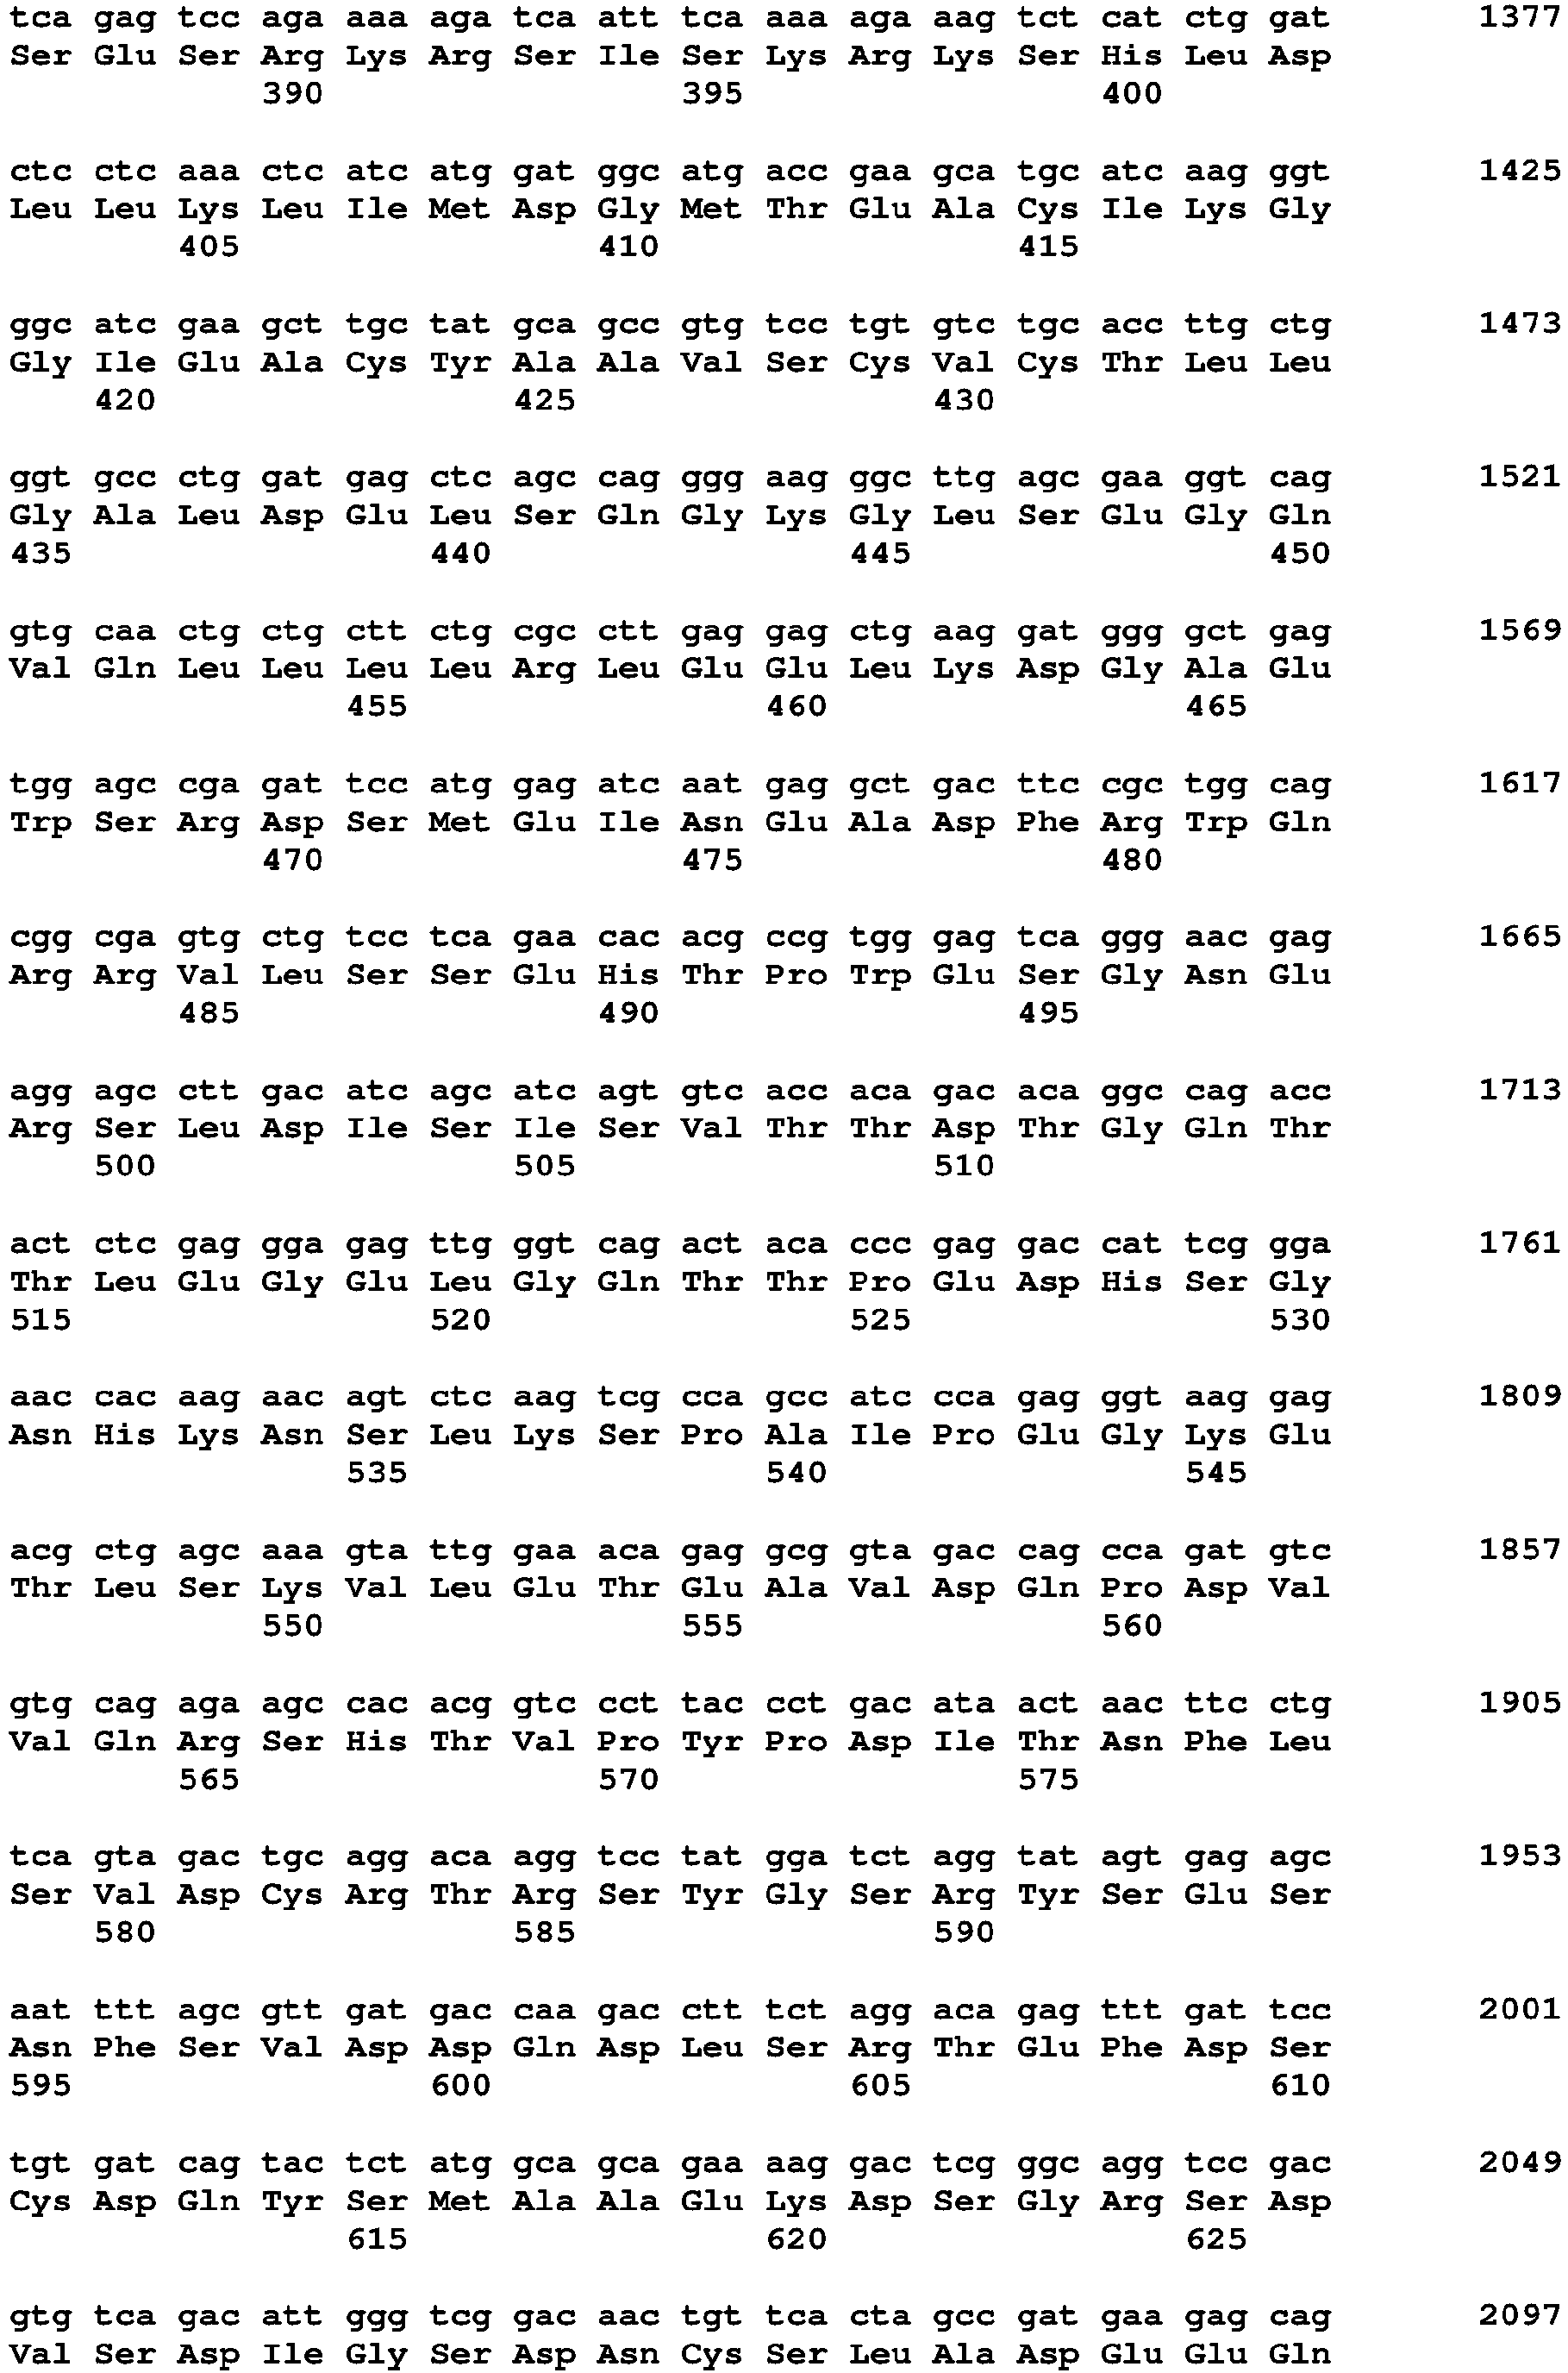 tca gag tcc aga aaa aga tca att tca aaa aga aag tct cat ctg gat 1377
Ser Glu Ser Arg Lys Arg Ser Ile Ser Lys Arg Lys Ser His Leu Asp
390 395 400
ctc ctc aaa ctc atc atg gat ggc atg acc gaa gca tgc atc aag ggt 1425
Leu Leu Lys Leu Ile Met Asp Gly Met Thr Glu Ala Cys Ile Lys Gly
405 410 415
ggc atc gaa gct tgc tat gca gcc gtg tcc tgt gtc tgc acc ttg ctg 1473
Gly Ile Glu Ala Cys Tyr Ala Ala Val Ser Cys Val Cys Thr Leu Leu
420 425 430
ggt gcc ctg gat gag ctc agc cag ggg aag ggc ttg agc gaa ggt cag 1521
Gly Ala Leu Asp Glu Leu Ser Gln Gly Lys Gly Leu Ser Glu Gly Gln
435 440 445 450
gtg caa ctg ctg ctt ctg cgc ctt gag gag ctg aag gat ggg gct gag 1569
Val Gln Leu Leu Leu Leu Arg Leu Glu Glu Leu Lys Asp Gly Ala Glu
455 460 465
tgg agc cga gat tcc atg gag atc aat gag gct gac ttc cgc tgg cag 1617
Trp Ser Arg Asp Ser Met Glu Ile Asn Glu Ala Asp Phe Arg Trp Gln
470 475 480
cgg cga gtg ctg tcc tca gaa cac acg ccg tgg gag tca ggg aac gag 1665
Arg Arg Val Leu Ser Ser Glu His Thr Pro Trp Glu Ser Gly Asn Glu
485 490 495
agg agc ctt gac atc agc atc agt gtc acc aca gac aca ggc cag acc 1713
Arg Ser Leu Asp Ile Ser Ile Ser Val Thr Thr Asp Thr Gly Gln Thr
500 505 510
act ctc gag gga gag ttg ggt cag act aca ccc gag gac cat tcg gga 1761
Thr Leu Glu Gly Glu Leu Gly Gln Thr Thr Pro Glu Asp His Ser Gly
515 520 525 530
aac cac aag aac agt ctc aag tcg cca gcc atc cca gag ggt aag gag 1809
Asn His Lys Asn Ser Leu Lys Ser Pro Ala Ile Pro Glu Gly Lys Glu
535 540 545
acg ctg agc aaa gta ttg gaa aca gag gcg gta gac cag cca gat gtc 1857
Thr Leu Ser Lys Val Leu Glu Thr Glu Ala Val Asp Gln Pro Asp Val
550 555 560
gtg cag aga agc cac acg gtc cct tac cct gac ata act aac ttc ctg 1905
Val Gln Arg Ser His Thr Val Pro Tyr Pro Asp Ile Thr Asn Phe Leu
565 570 575
tca gta gac tgc agg aca agg tcc tat gga tct agg tat agt gag agc 1953
Ser Val Asp Cys Arg Thr Arg Ser Tyr Gly Ser Arg Tyr Ser Glu Ser
580 585 590
aat ttt agc gtt gat gac caa gac ctt tct agg aca gag ttt gat tcc 2001
Asn Phe Ser Val Asp Asp Gln Asp Leu Ser Arg Thr Glu Phe Asp Ser
595 600 605 610
tgt gat cag tac tct atg gca gca gaa aag gac tcg ggc agg tcc gac 2049
Cys Asp Gln Tyr Ser Met Ala Ala Glu Lys Asp Ser Gly Arg Ser Asp
615 620 625
gtg tca gac att ggg tcg gac aac tgt tca cta gcc gat gaa gag cag 2097
Val Ser Asp Ile Gly Ser Asp Asn Cys Ser Leu Ala Asp Glu Glu Gln